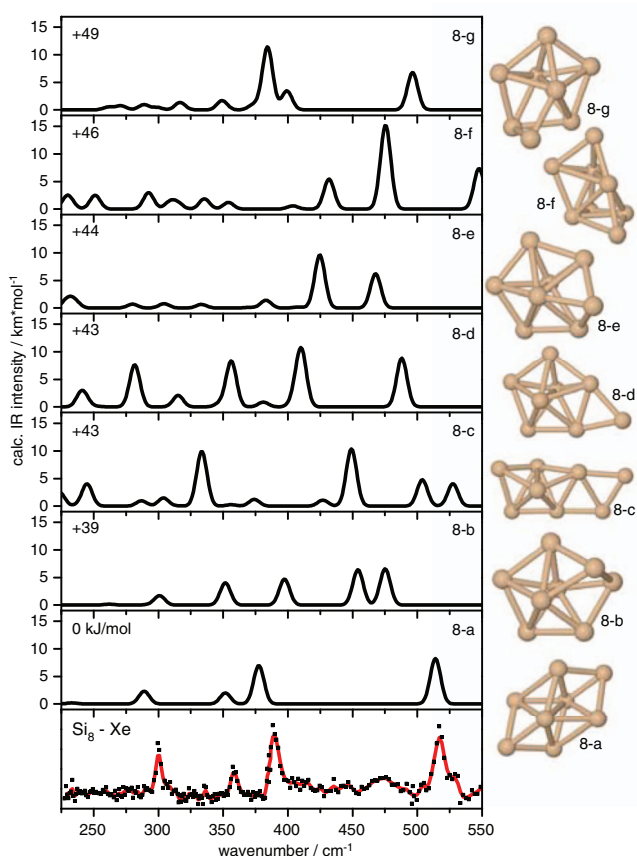 15 +49 8-g
10
5
0
8-g
15 +46 8-f
10
5
0
8-f
15 +44 8-e
10
5
0
8-e
15 +43 8-d
10
5
0
8-d
15 +43 8-c
10
5
0
8-c
15 +39 8-b
10
5
0
8-b
15 0 kJ/mol 8-a
10
5
0
8-a
Si₈ - Xe
250 300 350 400 450 500 550
wavenumber / cm⁻¹
calc. IR intensity / km*mol⁻¹